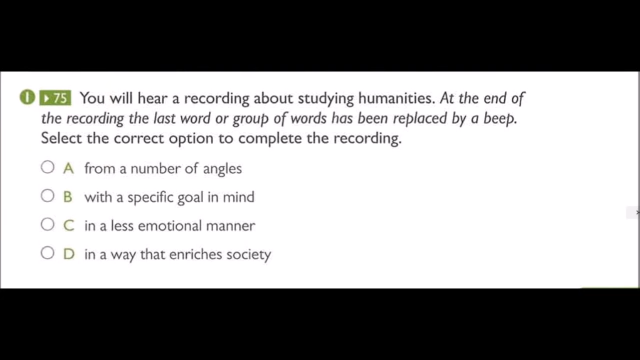 1 ▸75 You will hear a recording about studying humanities. At the end of
the recording the last word or group of words has been replaced by a beep.
Select the correct option to complete the recording.
A from a number of angles
B with a specific goal in mind
C in a less emotional manner
D in a way that enriches society